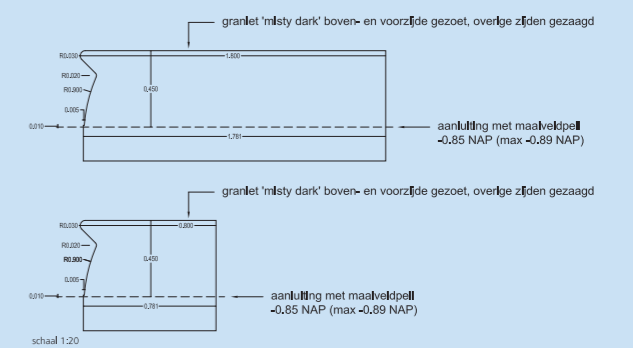 graniet 'misty dark' boven- en voorzijde gezoet, overige zijden gezaagd
R0.030
1.800
R0.020
R0.900
0.450
0.005
0.010
aanluiting met maaiveldpeil
-0.85 NAP (max -0.89 NAP)
1.781
graniet 'misty dark' boven- en voorzijde gezoet, overige zijden gezaagd
R0.030
0.800
R0.020
R0.900
0.450
0.005
0.010
aanluiting met maaiveldpeil
-0.85 NAP (max -0.89 NAP)
0.781
schaal 1:20